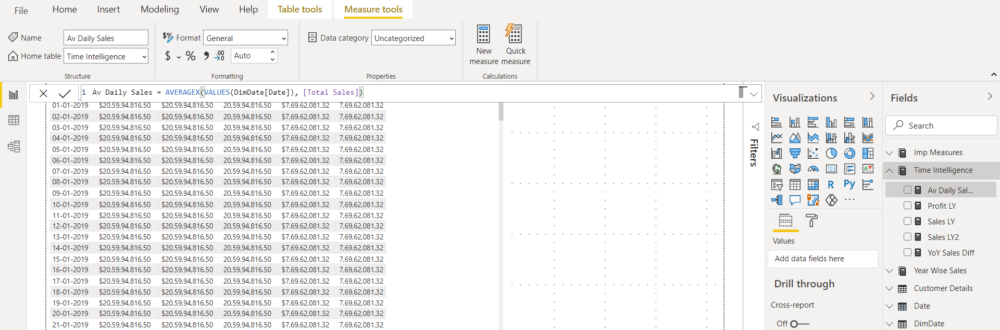 File Home Insert Modeling View Help Table tools Measure tools
Name Av Daily Sales
Home table Time Intelligence
Structure
$% Format General
$ % , .00 Auto
Formatting
Data category Uncategorized
Properties
New measure
Quick measure
Calculations
1 Av Daily Sales = AVERAGEX(VALUES(DimDate[Date]), [Total Sales])
01-01-2019 $20,59,94,816.50 $20,59,94,816.50 20,59,94,816.50 $7,69,62,081.32 7,69,62,081.32
02-01-2019 $20,59,94,816.50 $20,59,94,816.50 20,59,94,816.50 $7,69,62,081.32 7,69,62,081.32
03-01-2019 $20,59,94,816.50 $20,59,94,816.50 20,59,94,816.50 $7,69,62,081.32 7,69,62,081.32
04-01-2019 $20,59,94,816.50 $20,59,94,816.50 20,59,94,816.50 $7,69,62,081.32 7,69,62,081.32
05-01-2019 $20,59,94,816.50 $20,59,94,816.50 20,59,94,816.50 $7,69,62,081.32 7,69,62,081.32
06-01-2019 $20,59,94,816.50 $20,59,94,816.50 20,59,94,816.50 $7,69,62,081.32 7,69,62,081.32
07-01-2019 $20,59,94,816.50 $20,59,94,816.50 20,59,94,816.50 $7,69,62,081.32 7,69,62,081.32
08-01-2019 $20,59,94,816.50 $20,59,94,816.50 20,59,94,816.50 $7,69,62,081.32 7,69,62,081.32
09-01-2019 $20,59,94,816.50 $20,59,94,816.50 20,59,94,816.50 $7,69,62,081.32 7,69,62,081.32
10-01-2019 $20,59,94,816.50 $20,59,94,816.50 20,59,94,816.50 $7,69,62,081.32 7,69,62,081.32
11-01-2019 $20,59,94,816.50 $20,59,94,816.50 20,59,94,816.50 $7,69,62,081.32 7,69,62,081.32
12-01-2019 $20,59,94,816.50 $20,59,94,816.50 20,59,94,816.50 $7,69,62,081.32 7,69,62,081.32
13-01-2019 $20,59,94,816.50 $20,59,94,816.50 20,59,94,816.50 $7,69,62,081.32 7,69,62,081.32
14-01-2019 $20,59,94,816.50 $20,59,94,816.50 20,59,94,816.50 $7,69,62,081.32 7,69,62,081.32
15-01-2019 $20,59,94,816.50 $20,59,94,816.50 20,59,94,816.50 $7,69,62,081.32 7,69,62,081.32
16-01-2019 $20,59,94,816.50 $20,59,94,816.50 20,59,94,816.50 $7,69,62,081.32 7,69,62,081.32
17-01-2019 $20,59,94,816.50 $20,59,94,816.50 20,59,94,816.50 $7,69,62,081.32 7,69,62,081.32
18-01-2019 $20,59,94,816.50 $20,59,94,816.50 20,59,94,816.50 $7,69,62,081.32 7,69,62,081.32
19-01-2019 $20,59,94,816.50 $20,59,94,816.50 20,59,94,816.50 $7,69,62,081.32 7,69,62,081.32
20-01-2019 $20,59,94,816.50 $20,59,94,816.50 20,59,94,816.50 $7,69,62,081.32 7,69,62,081.32
21-01-2019 $20,59,94,816.50 $20,59,94,816.50 20,59,94,816.50 $7,69,62,081.32 7,69,62,081.32
Filters
Visualizations
123
R Py
...
Values
Add data fields here
Drill through
Cross-report
Off
Fields
Search
Imp Measures
Time Intelligence
Av Daily Sal...
Profit LY
Sales LY
Sales LY2
YoY Sales Diff
Year Wise Sales
Customer Details
Date
DimDate